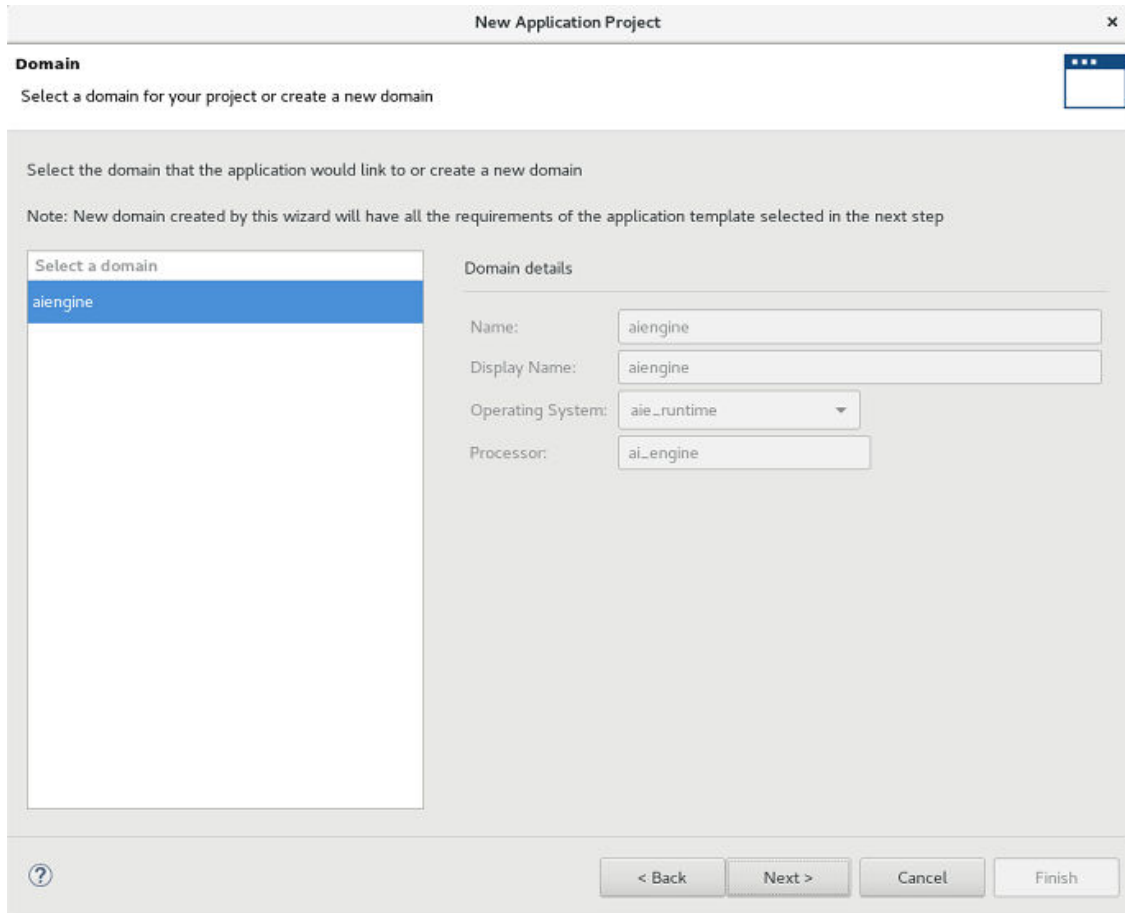 New Application Project
Domain
Select a domain for your project or create a new domain
Select the domain that the application would link to or create a new domain
Note: New domain created by this wizard will have all the requirements of the application template selected in the next step
Select a domain
aiengine
Domain details
Name: aiengine
Display Name: aiengine
Operating System: aie_runtime
Processor: ai_engine
< Back Next > Cancel Finish